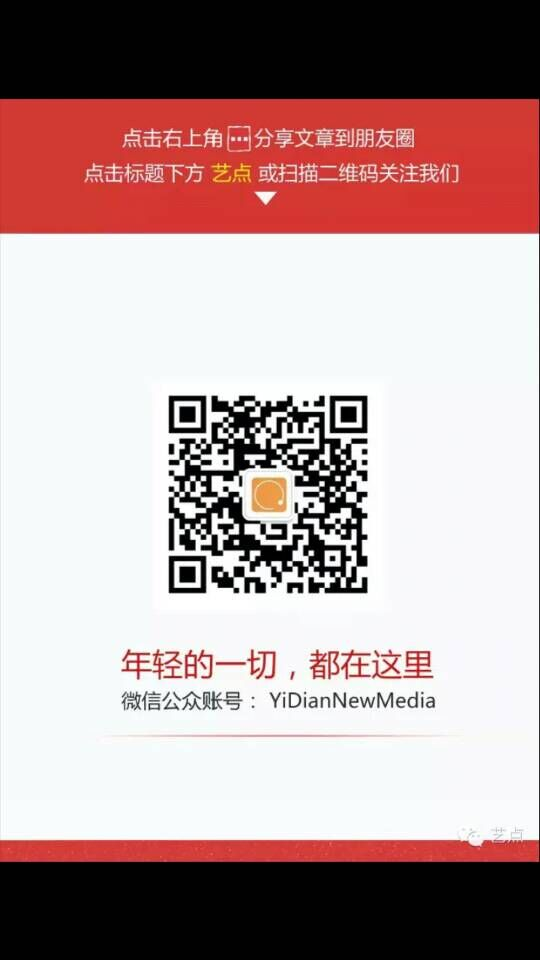 点击右上角 分享文章到朋友圈
点击标题下方 艺点 或扫描二维码关注我们
年轻的一切，都在这里
微信公众账号： YiDianNewMedia
艺点